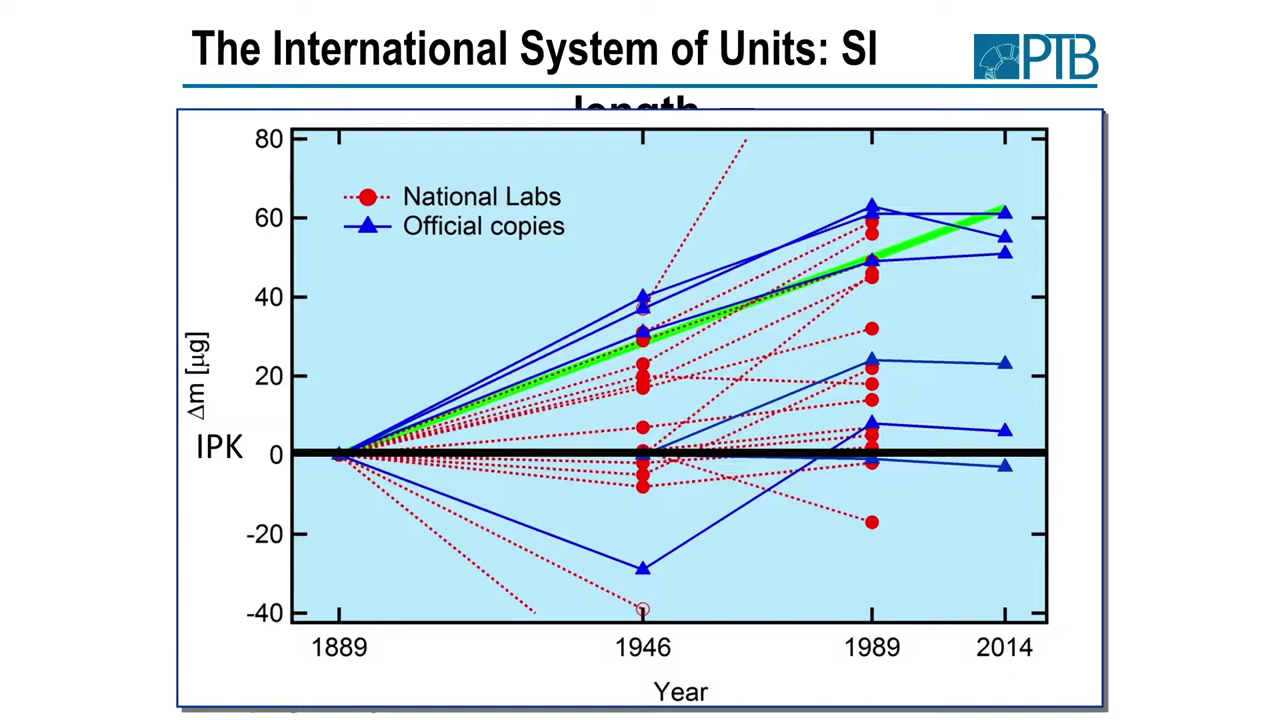 The International System of Units: SI
PTB
length
80
60
40
20
0
-20
-40
National Labs
Official copies
Δm [µg]
IPK
1889
1946
1989
2014
Year